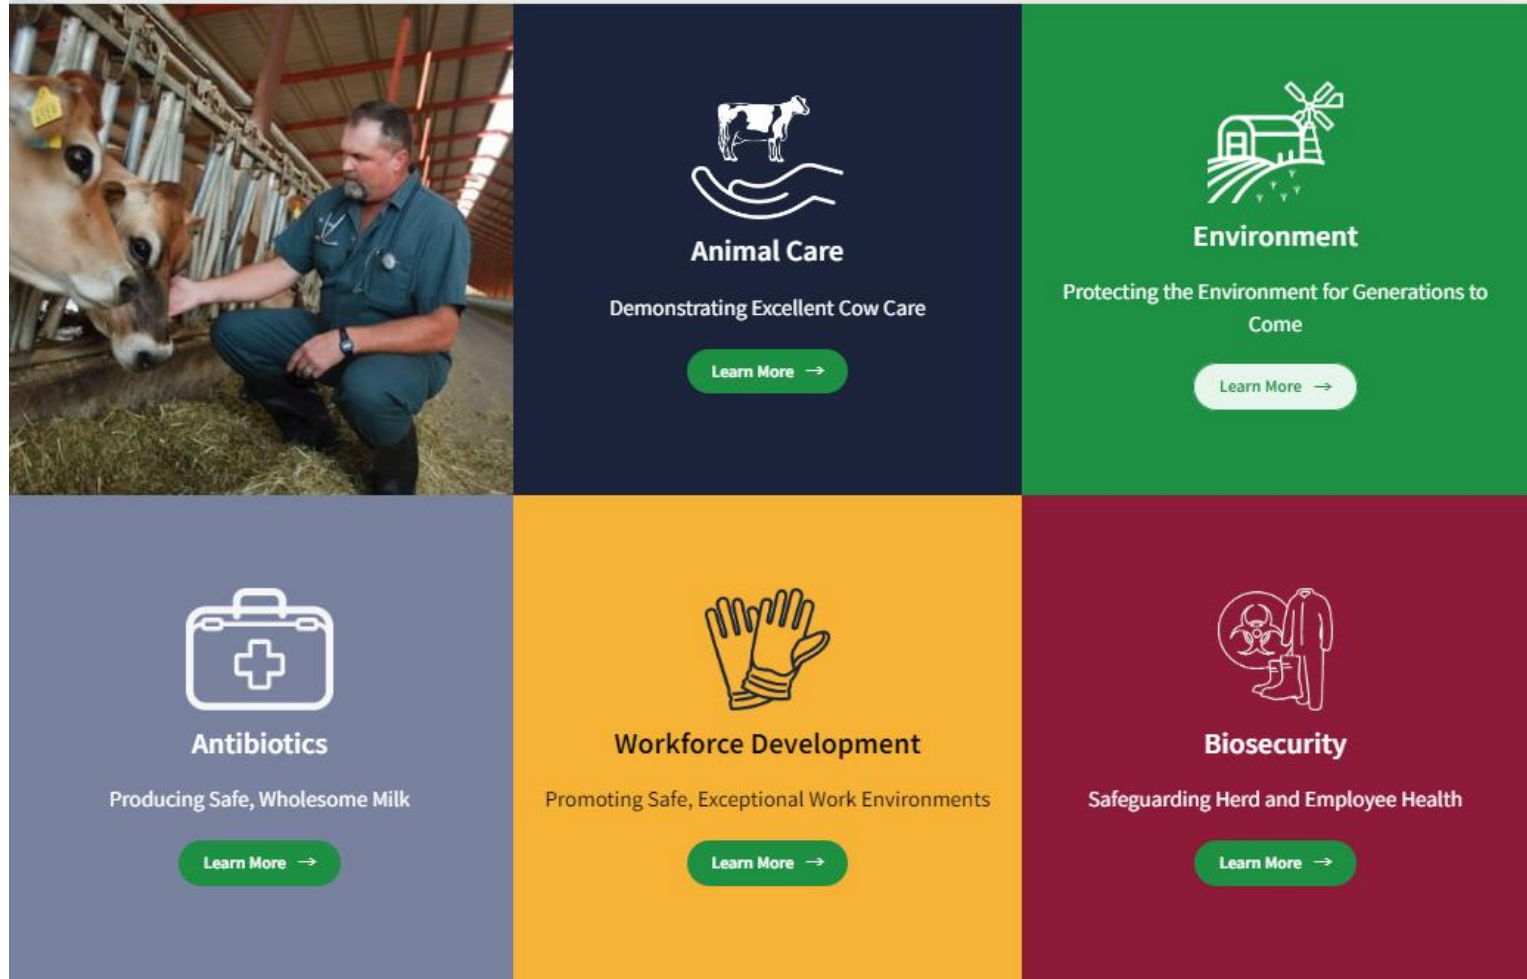 Animal Care
Demonstrating Excellent Cow Care
Learn More →
Environment
Protecting the Environment for Generations to
Come
Learn More →
Antibiotics
Producing Safe, Wholesome Milk
Learn More →
Workforce Development
Promoting Safe, Exceptional Work Environments
Learn More →
Biosecurity
Safeguarding Herd and Employee Health
Learn More →